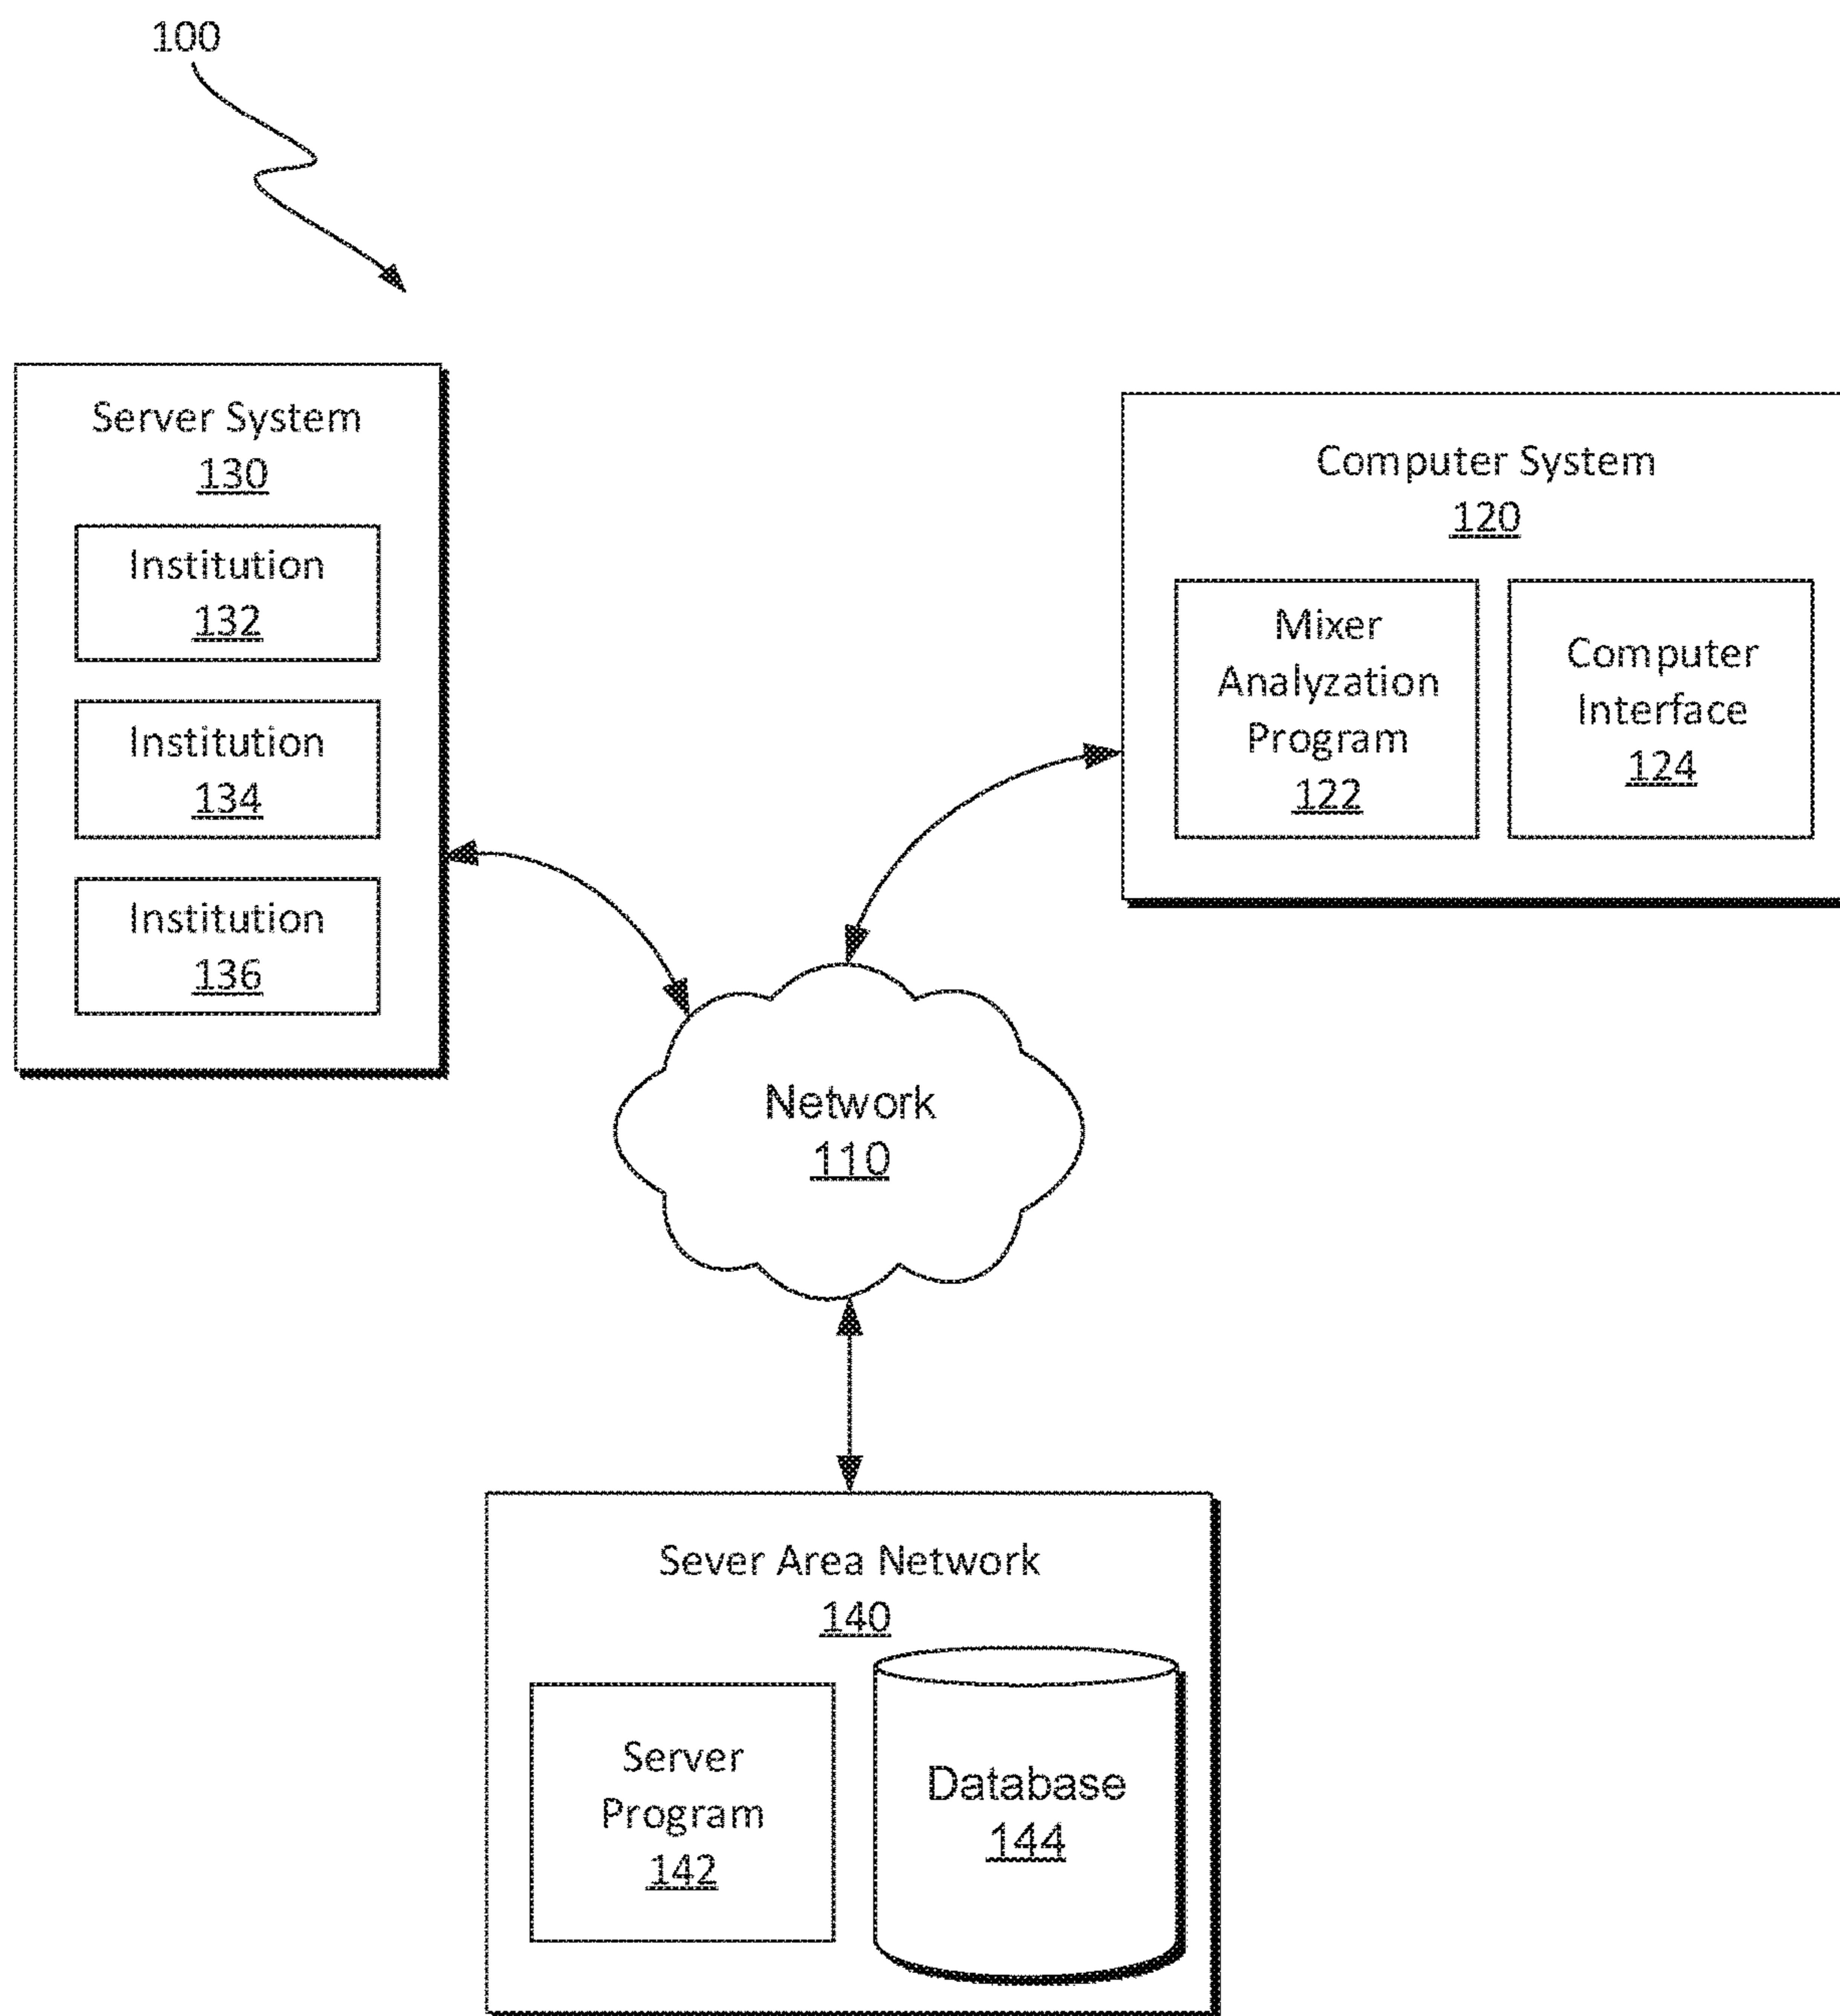 100
Server System
130
Institution
132
Institution
134
Institution
136
Computer System
120
Mixer
Analyzation
Program
122
Computer
Interface
124
Network
110
Sever Area Network
140
Server
Program
142
Database
144